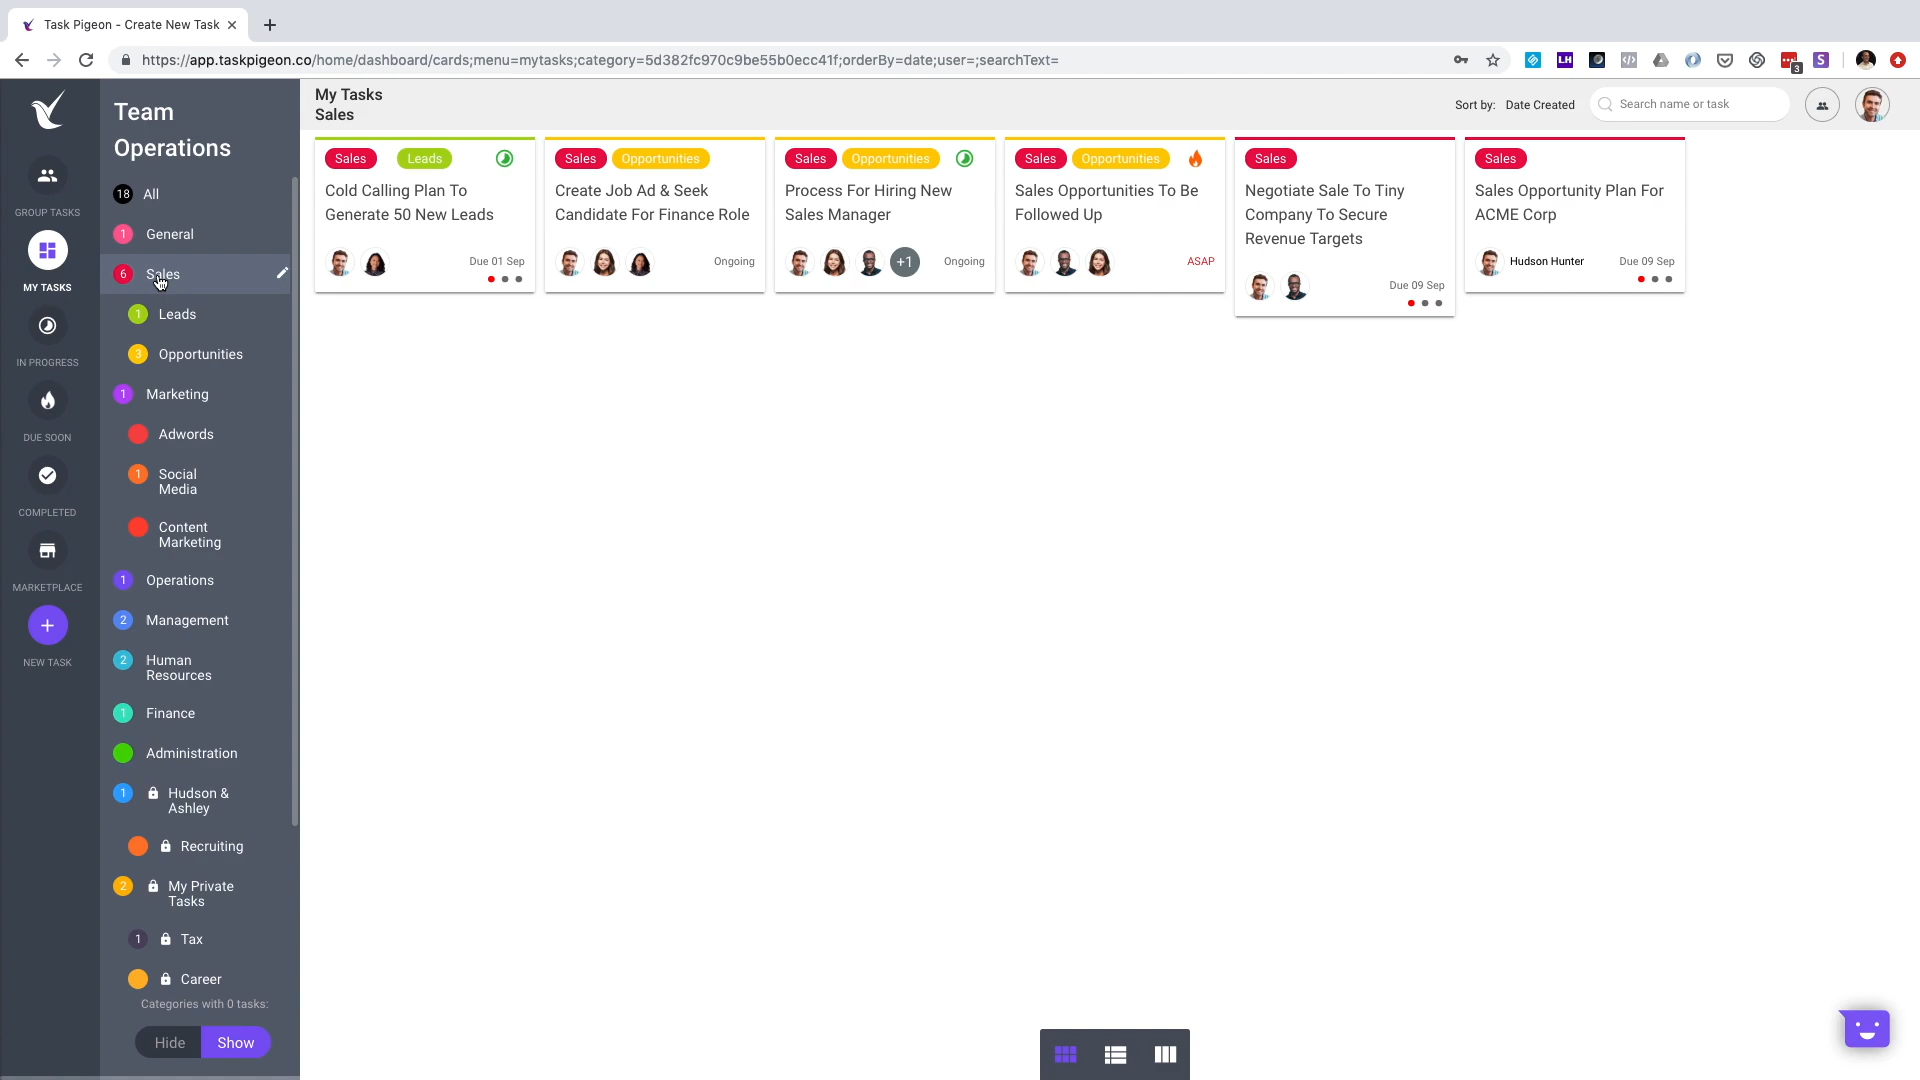 Task Pigeon - Create New Task
https://app.taskpigeon.co/home/dashboard/cards;menu=mytasks;category=5d382fc970c9be55b0ecc41f;orderBy=date;user=;searchText=
LH
3
S
GROUP TASKS
MY TASKS
IN PROGRESS
DUE SOON
COMPLETED
MARKETPLACE
NEW TASK
Team
Operations
18 All
1 General
6 Sales
1 Leads
3 Opportunities
1 Marketing
Adwords
1 Social
Media
Content
Marketing
1 Operations
2 Management
2 Human
Resources
1 Finance
Administration
1 Hudson &
Ashley
Recruiting
2 My Private
Tasks
1 Tax
Career
Categories with 0 tasks:
Hide Show
My Tasks
Sales
Sort by: Date Created
Search name or task
Sales Leads
Cold Calling Plan To
Generate 50 New Leads
Due 01 Sep
Sales Opportunities
Create Job Ad & Seek
Candidate For Finance Role
Ongoing
Sales Opportunities
Process For Hiring New
Sales Manager
+1 Ongoing
Sales Opportunities
Sales Opportunities To Be
Followed Up
ASAP
Sales
Negotiate Sale To Tiny
Company To Secure
Revenue Targets
Due 09 Sep
Sales
Sales Opportunity Plan For
ACME Corp
Hudson Hunter Due 09 Sep